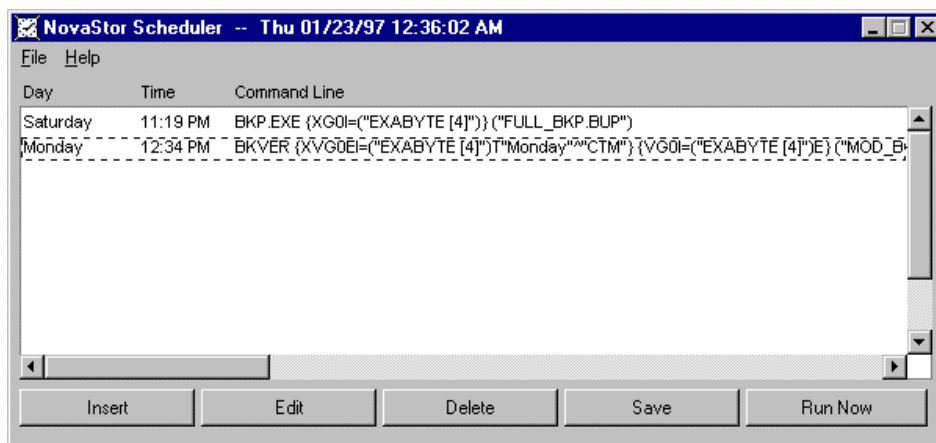 NovaStor Scheduler -- Thu 01/23/97 12:36:02 AM
File Help
Day Time Command Line
Saturday 11:19 PM BKP.EXE {XG0I=("EXABYTE [4]")} ("FULL_BKP.BUP")
Monday 12:34 PM BKVER {XVG0EI=("EXABYTE [4]")T"Monday"^"CTM"} {VG0I=("EXABYTE [4]")E} ("MOD_B
Insert Edit Delete Save Run Now